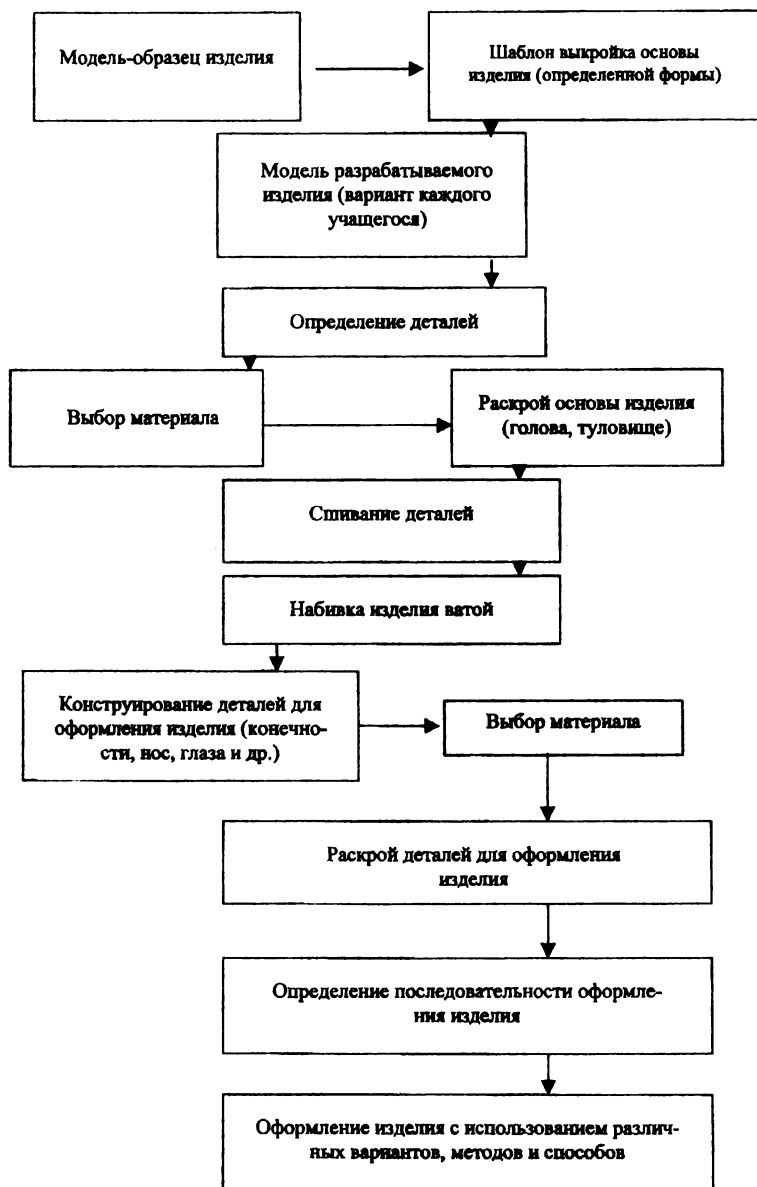 Модель-образец изделия
Шаблон выкройка основы
изделия (определенной формы)
Модель разрабатываемого
изделия (вариант каждого
учащегося)
Определение деталей
Выбор материала
Раскрой основы изделия
(голова, туловище)
Сшивание деталей
Набивка изделия ватой
Конструирование деталей для
оформления изделия (конечно-
сти, нос, глаза и др.)
Выбор материала
Раскрой деталей для оформления
изделия
Определение последовательности оформле-
ния изделия
Оформление изделия с использованием различ-
ных вариантов, методов и способов